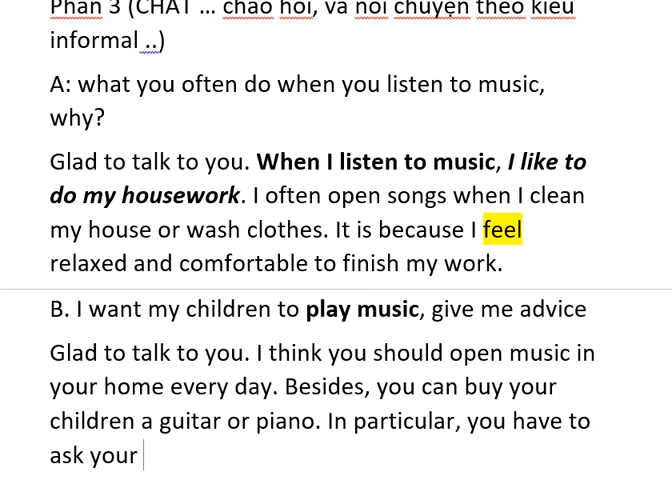 Phần 3 (CHAT ... chào hỏi, và nói chuyện theo kiểu
informal ..)
A: what you often do when you listen to music,
why?
Glad to talk to you. When I listen to music, I like to
do my housework. I often open songs when I clean
my house or wash clothes. It is because I feel
relaxed and comfortable to finish my work.
B. I want my children to play music, give me advice
Glad to talk to you. I think you should open music in
your home every day. Besides, you can buy your
children a guitar or piano. In particular, you have to
ask your